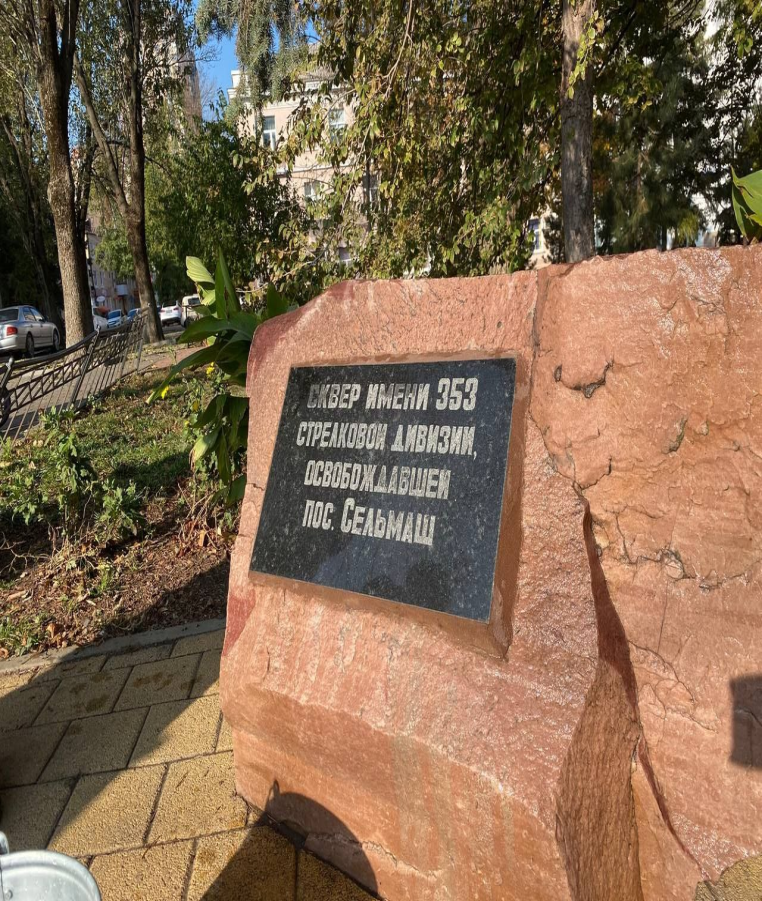 СКВЕР ИМЕНИ 353
СТРЕЛКОВОЙ ДИВИЗИИ,
ОСВОБОЖДАВШЕЙ
ПОС. СЕЛЬМАШ